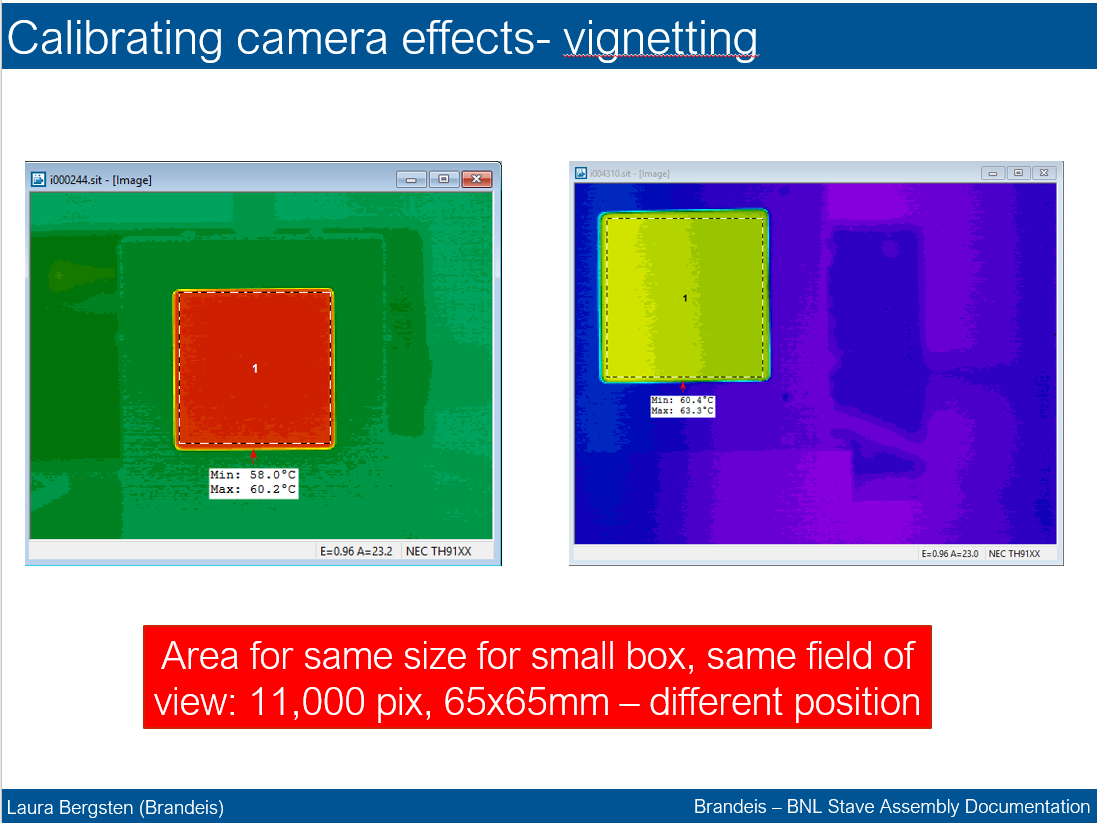 Calibrating camera effects- vignetting
i000244.sit - [Image]
1
Min: 58.0°C
Max: 60.2°C
E=0.96 A=23.2 NEC TH91XX
i004310.sit - [Image]
1
Min: 60.4°C
Max: 63.3°C
E=0.96 A=23.0 NEC TH91XX
Area for same size for small box, same field of
view: 11,000 pix, 65x65mm – different position
Laura Bergsten (Brandeis)
Brandeis – BNL Stave Assembly Documentation